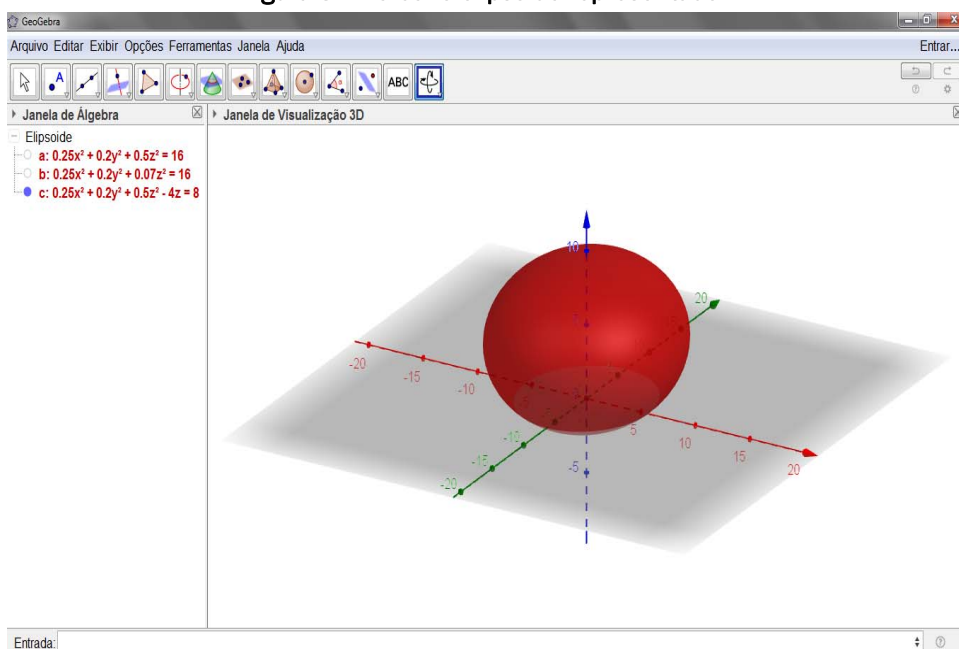 GeoGebra
Arquivo Editar Exibir Opções Ferramentas Janela Ajuda
Entrar...
A
ABC
Janela de Álgebra
Janela de Visualização 3D
Elipsoide
a: 0.25x² + 0.2y² + 0.5z² = 16
b: 0.25x² + 0.2y² + 0.07z² = 16
c: 0.25x² + 0.2y² + 0.5z² - 4z = 8
10
20
-20
-15
-10
5
10
15
20
-10
-15
-20
-5
Entrada: